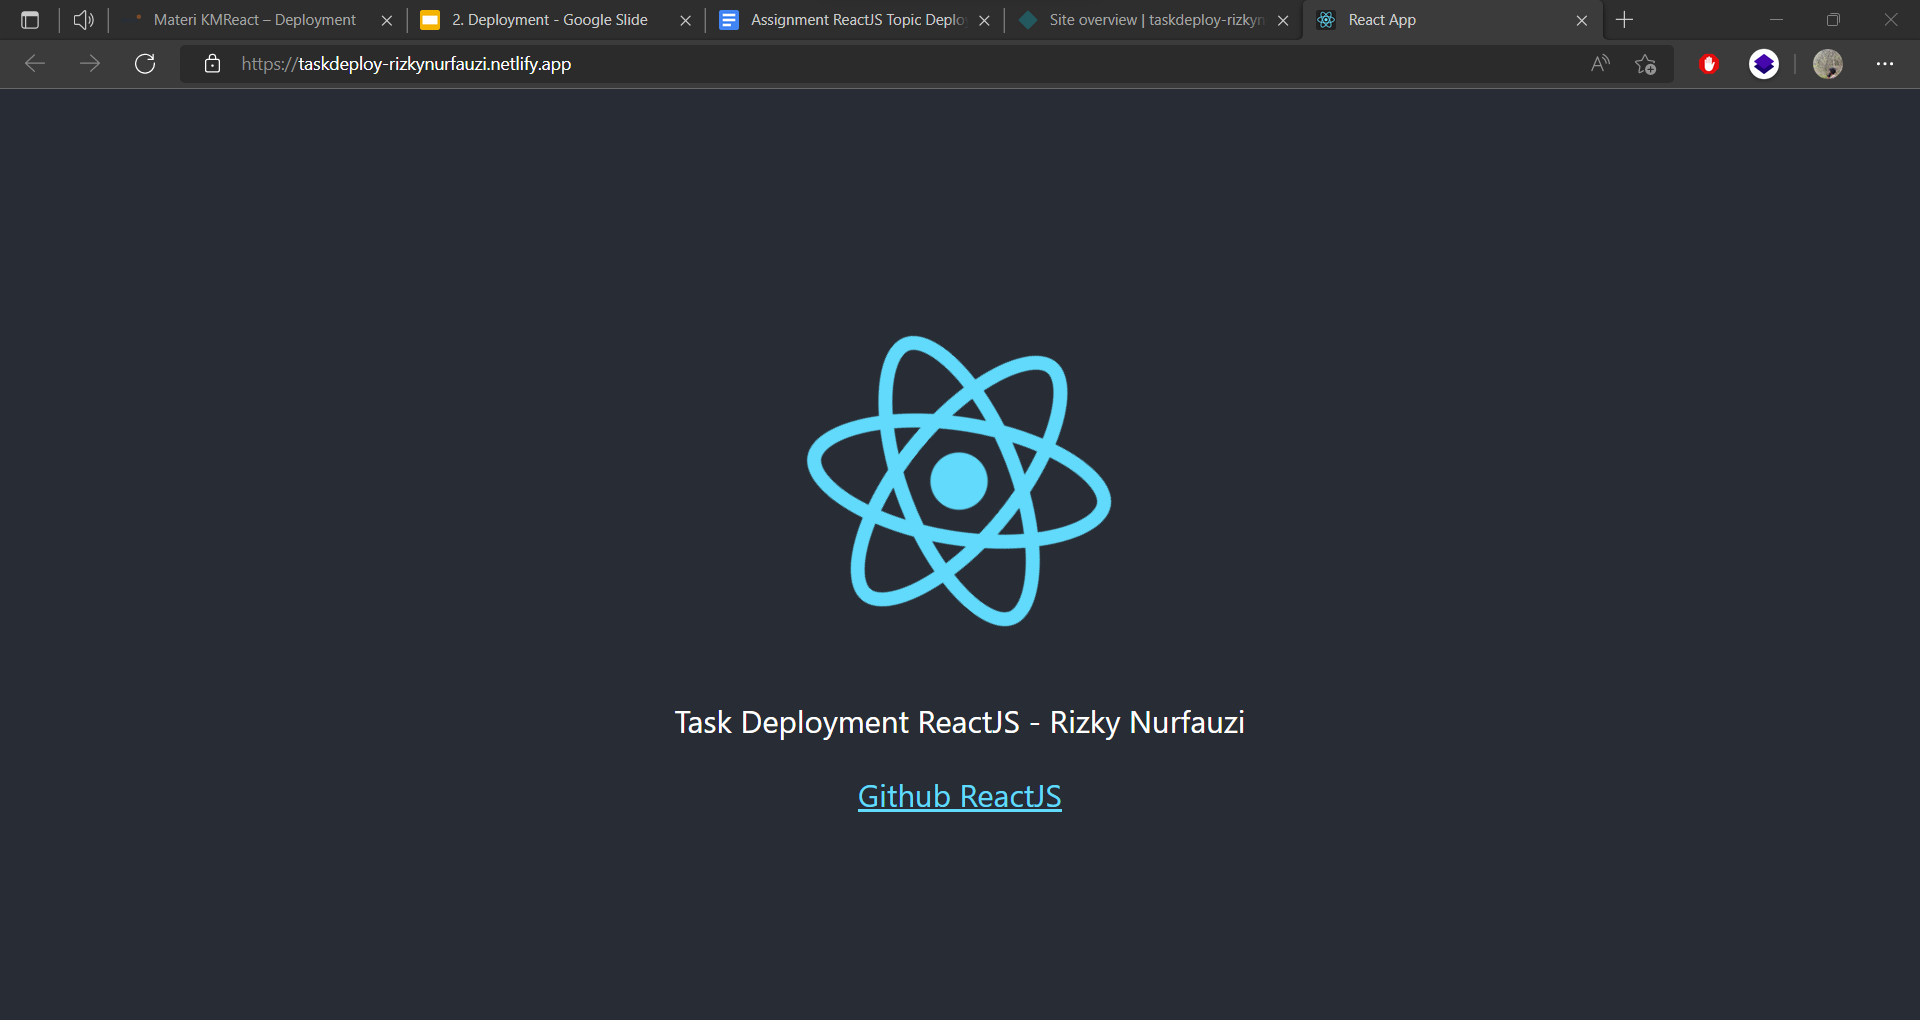 Materi KMReact – Deployment
2. Deployment - Google Slide
Assignment ReactJS Topic Deplo
Site overview | taskdeploy-rizkyn
React App
https://taskdeploy-rizkynurfauzi.netlify.app
Task Deployment ReactJS - Rizky Nurfauzi
Github ReactJS